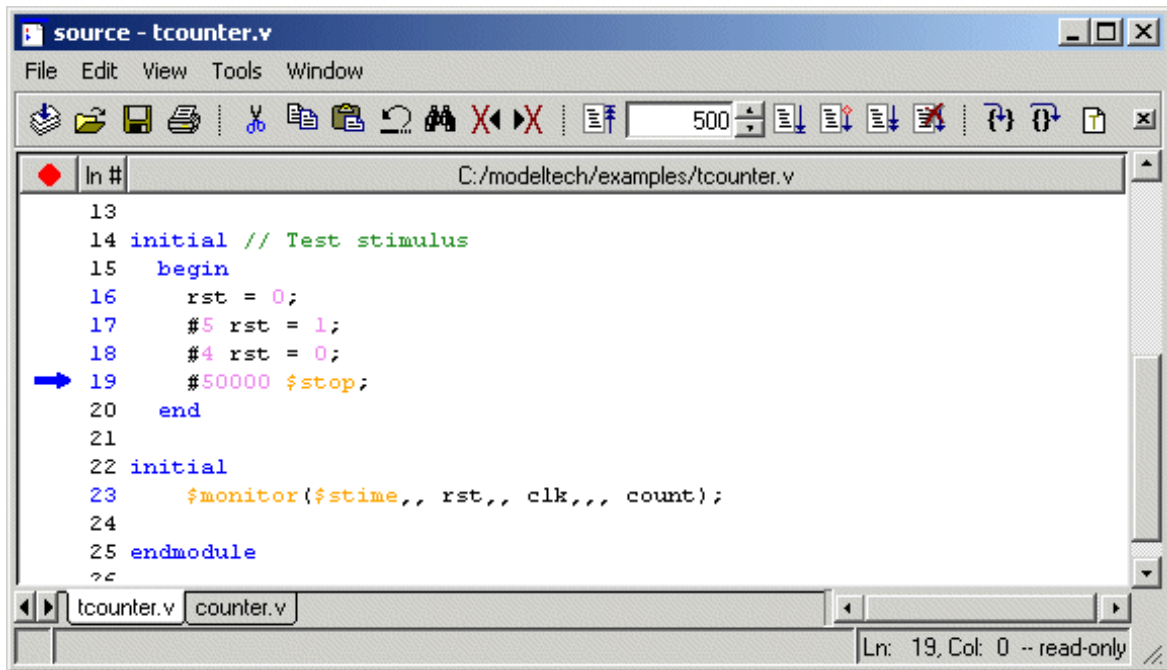 source - tcounter.v
File Edit View Tools Window
500
ln # C:/modeltech/examples/tcounter.v
13
14 initial // Test stimulus
15 begin
16 rst = 0;
17 #5 rst = 1;
18 #4 rst = 0;
19 #50000 $stop;
20 end
21
22 initial
23 $monitor($stime,, rst,, clk,,, count);
24
25 endmodule
26
tcounter.v counter.v
Ln: 19, Col: 0 -- read-only